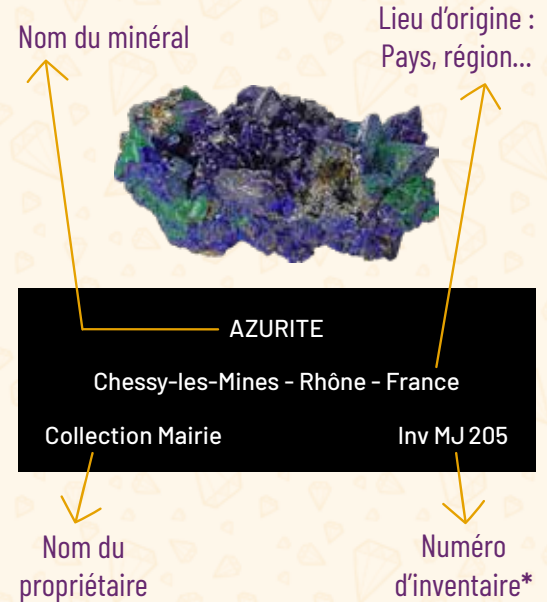 Nom du minéral
Lieu d'origine :
Pays, région...
AZURITE
Chessy-les-Mines - Rhône - France
Collection Mairie
Inv MJ 205
Nom du
propriétaire
Numéro
d'inventaire*